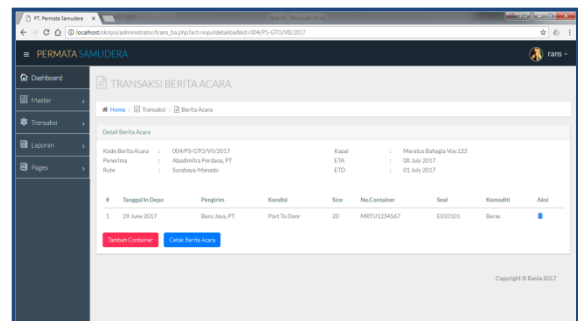 PT. Permata Samudera
localhost/skripsi/administrator/trans_ba.php?act=inputdetailba&kd=004/PS-GTO/VII/2017
PERMATA SAMUDERA
rans
Dashboard
Master
Transaksi
Laporan
Pages
TRANSAKSI BERITA ACARA
Home / Transaksi / Berita Acara
Detail Berita Acara
Kode Berita Acara : 004/PS-GTO/VII/2017 Kapal : Meratus Bahagia Voy.123
Penerima : Abadimitra Perdana, PT ETA : 08 July 2017
Rute : Surabaya-Manado ETD : 01 July 2017
# Tanggal In Depo Pengirim Kondisi Size No.Container Seal Komoditi Aksi
1 29 June 2017 Baru Jaya, PT Port To Door 20 MRTU1234567 E010101 Beras
Tambah Container Cetak Berita Acara
Copyright © Rania 2017